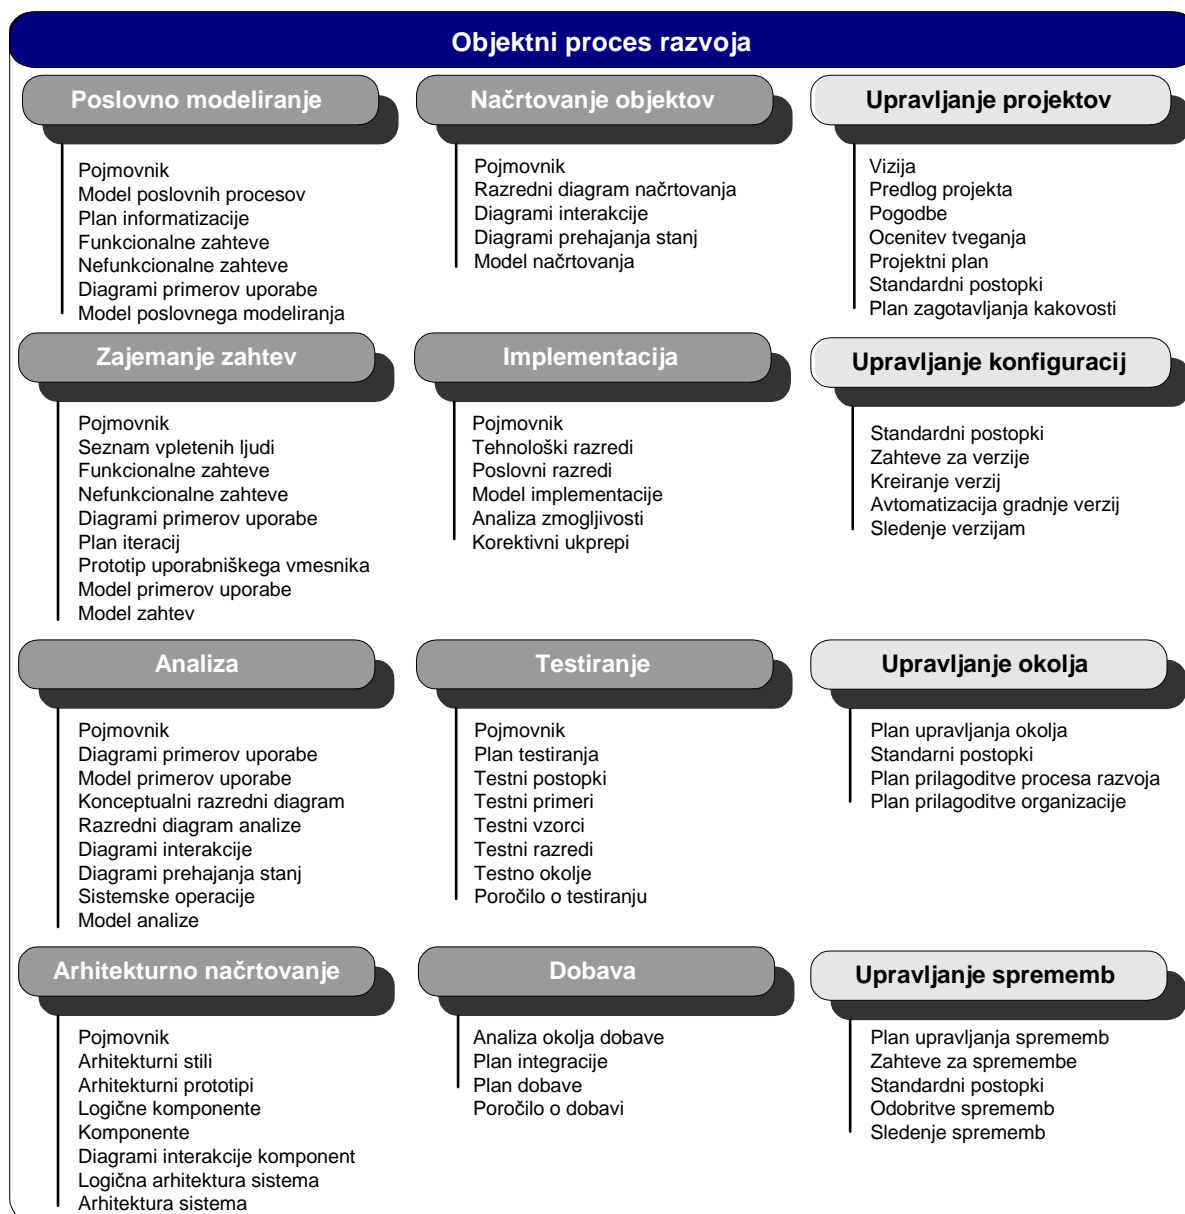 Objektni proces razvoja
Poslovno modeliranje
Pojmovnik
Model poslovnih procesov
Plan informatizacije
Funkcionalne zahteve
Nefunkcionalne zahteve
Diagrami primerov uporabe
Model poslovnega modeliranja
Zajemanje zahtev
Pojmovnik
Seznam vpletenih ljudi
Funkcionalne zahteve
Nefunkcionalne zahteve
Diagrami primerov uporabe
Plan iteracij
Prototip uporabniškega vmesnika
Model primerov uporabe
Model zahtev
Analiza
Pojmovnik
Diagrami primerov uporabe
Model primerov uporabe
Konceptualni razredni diagram
Razredni diagram analize
Diagrami interakcije
Diagrami prehajanja stanj
Sistemske operacije
Model analize
Arhitekturno načrtovanje
Pojmovnik
Arhitekturni stili
Arhitekturni prototipi
Logične komponente
Komponente
Diagrami interakcije komponent
Logična arhitektura sistema
Arhitektura sistema
Načrtovanje objektov
Pojmovnik
Razredni diagram načrtovanja
Diagrami interakcije
Diagrami prehajanja stanj
Model načrtovanja
Implementacija
Pojmovnik
Tehnološki razredi
Poslovni razredi
Model implementacije
Analiza zmogljivosti
Korektivni ukprepi
Testiranje
Pojmovnik
Plan testiranja
Testni postopki
Testni primeri
Testni vzorci
Testni razredi
Testno okolje
Poročilo o testiranju
Dobava
Analiza okolja dobave
Plan integracije
Plan dobave
Poročilo o dobavi
Upravljanje projektov
Vizija
Predlog projekta
Pogodbe
Ocenitev tveganja
Projektni plan
Standardni postopki
Plan zagotavljanja kakovosti
Upravljanje konfiguracij
Standardni postopki
Zahteve za verzije
Kreiranje verzij
Avtomatizacija gradnje verzij
Sledenje verzijam
Upravljanje okolja
Plan upravljanja okolja
Standarni postopki
Plan prilagoditve procesa razvoja
Plan prilagoditve organizacije
Upravljanje sprememb
Plan upravljanja sprememb
Zahteve za spremembe
Standardni postopki
Odobritve sprememb
Sledenje sprememb